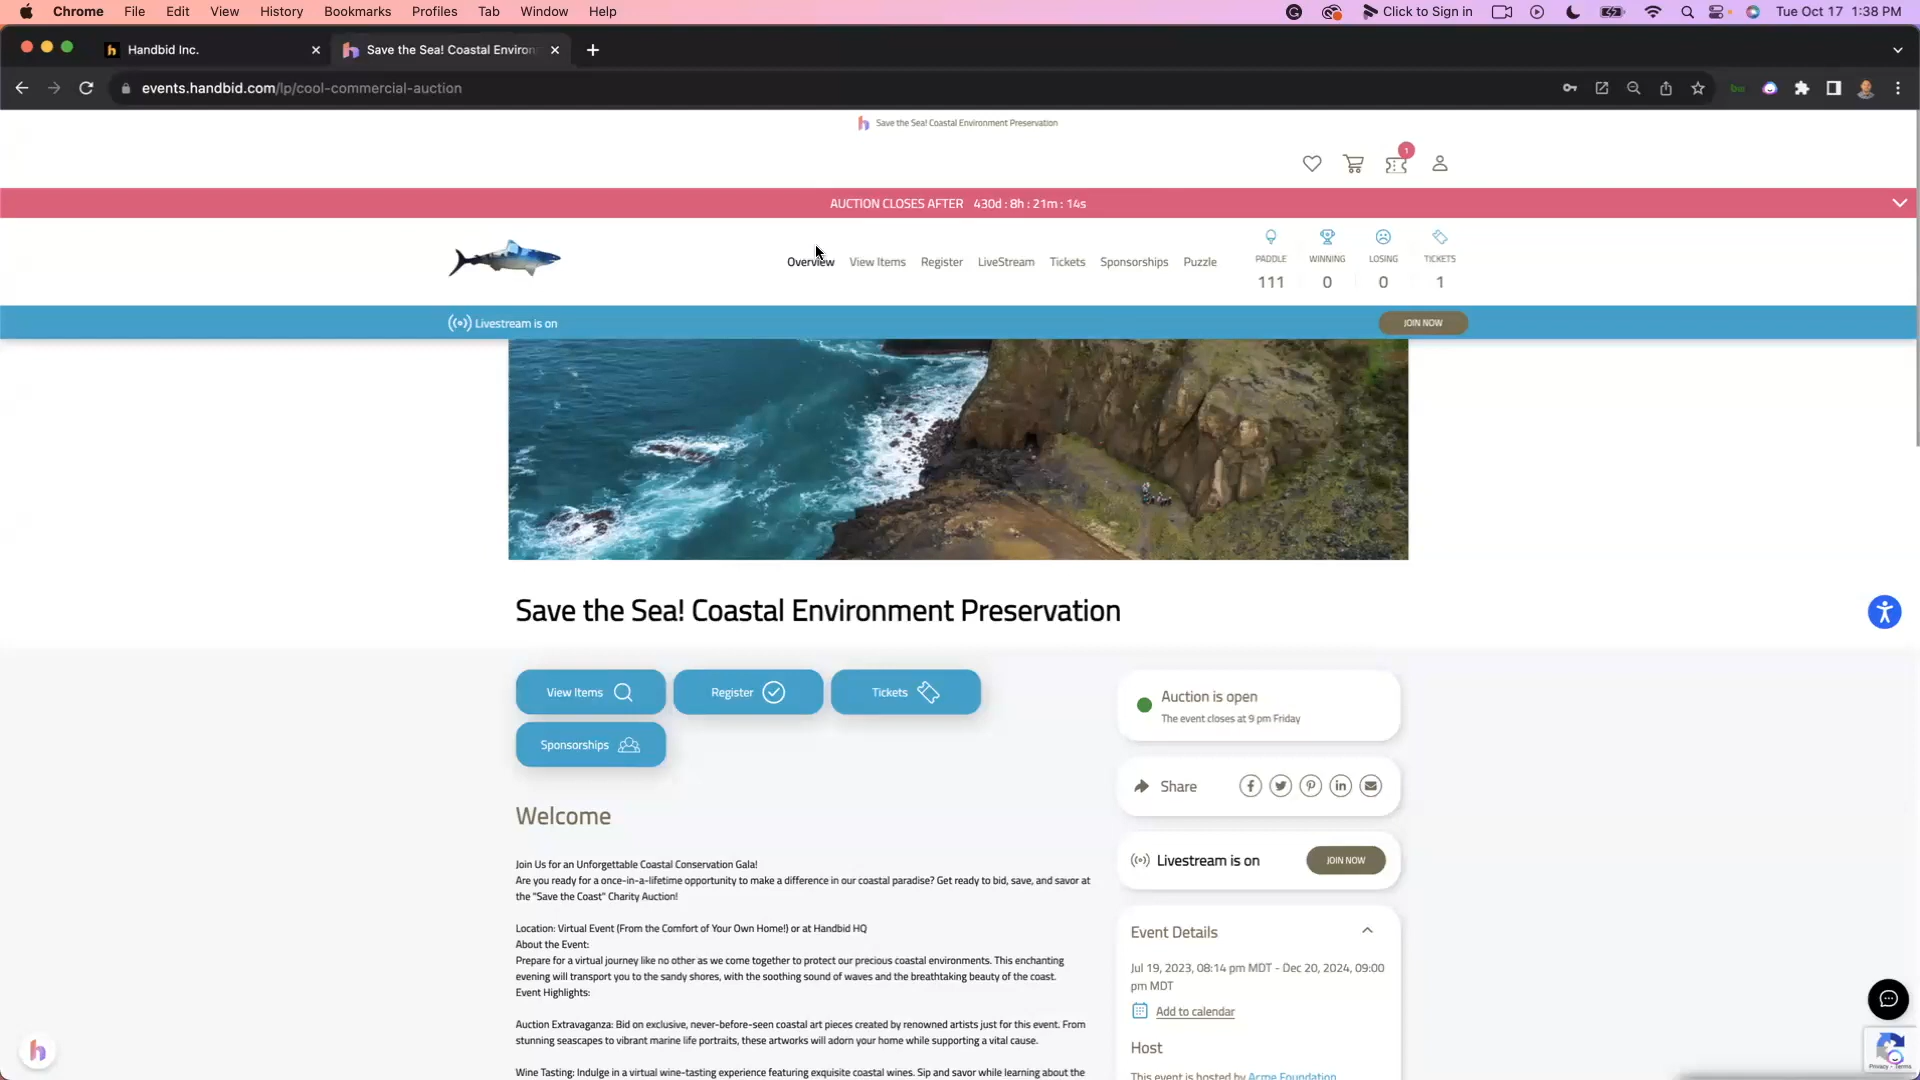 Chrome File Edit View History Bookmarks Profiles Tab Window Help
Click to Sign in Tue Oct 17 1:38 PM
Handbid Inc.
Save the Sea! Coastal Environ
events.handbid.com/lp/cool-commercial-auction
Save the Sea! Coastal Environment Preservation
1
AUCTION CLOSES AFTER 430d : 8h : 21m : 14s
Overview View Items Register LiveStream Tickets Sponsorships Puzzle
PADDLE WINNING LOSING TICKETS
111 0 0 1
Livestream is on
JOIN NOW
Save the Sea! Coastal Environment Preservation
View Items
Register
Tickets
Sponsorships
Auction is open
The event closes at 9 pm Friday
Share
Livestream is on
JOIN NOW
Welcome
Join Us for an Unforgettable Coastal Conservation Gala!
Are you ready for a once-in-a-lifetime opportunity to make a difference in our coastal paradise? Get ready to bid, save, and savor at
the "Save the Coast" Charity Auction!
Location: Virtual Event (From the Comfort of Your Own Home!) or at Handbid HQ
About the Event:
Prepare for a virtual journey like no other as we come together to protect our precious coastal environments. This enchanting
evening will transport you to the sandy shores, with the soothing sound of waves and the breathtaking beauty of the coast.
Event Highlights:
Auction Extravaganza: Bid on exclusive, never-before-seen coastal art pieces created by renowned artists just for this event. From
stunning seascapes to vibrant marine life portraits, these artworks will adorn your home while supporting a vital cause.
Wine Tasting: Indulge in a virtual wine-tasting experience featuring exquisite coastal wines. Sip and savor while learning about the
Event Details
Jul 19, 2023, 08:14 pm MDT - Dec 20, 2024, 09:00
pm MDT
Add to calendar
Host
This event is hosted by Acme Foundation
Privacy - Terms